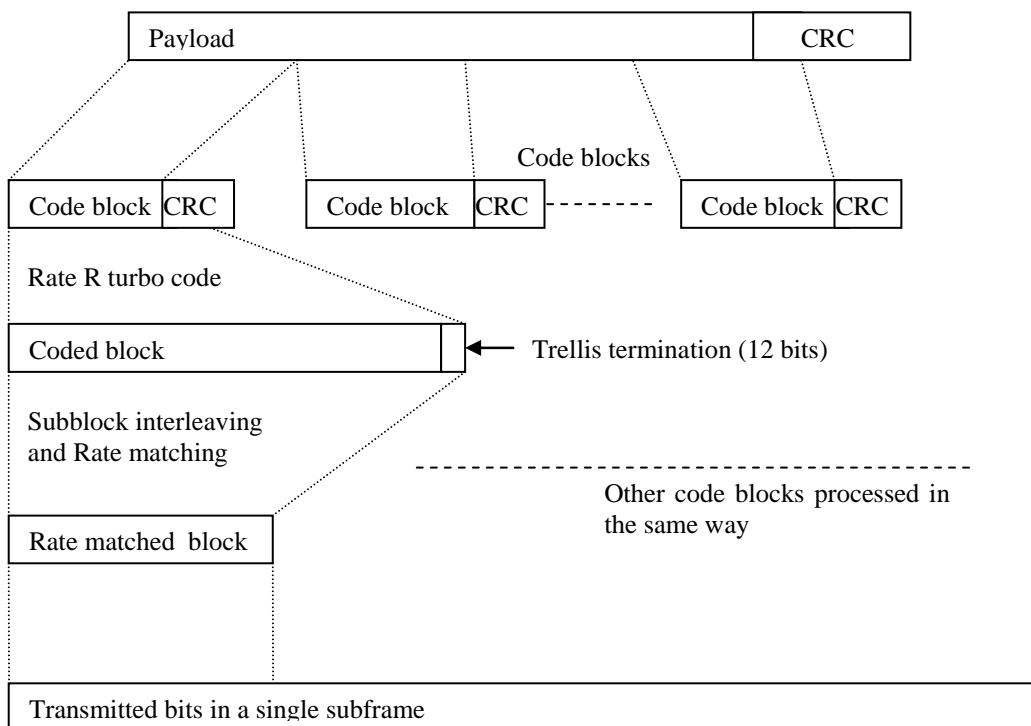 Payload CRC
Code blocks
Code block CRC Code block CRC Code block CRC
Rate R turbo code
Coded block
Trellis termination (12 bits)
Subblock interleaving
and Rate matching
Other code blocks processed in
the same way
Rate matched block
Transmitted bits in a single subframe